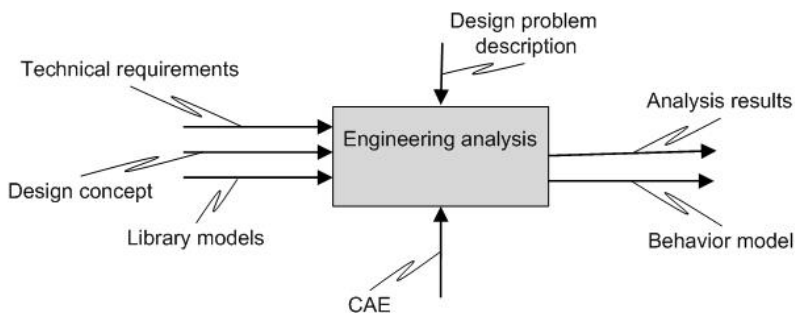 Design problem
description
Technical requirements
Analysis results
Engineering analysis
Design concept
Library models
Behavior model
CAE